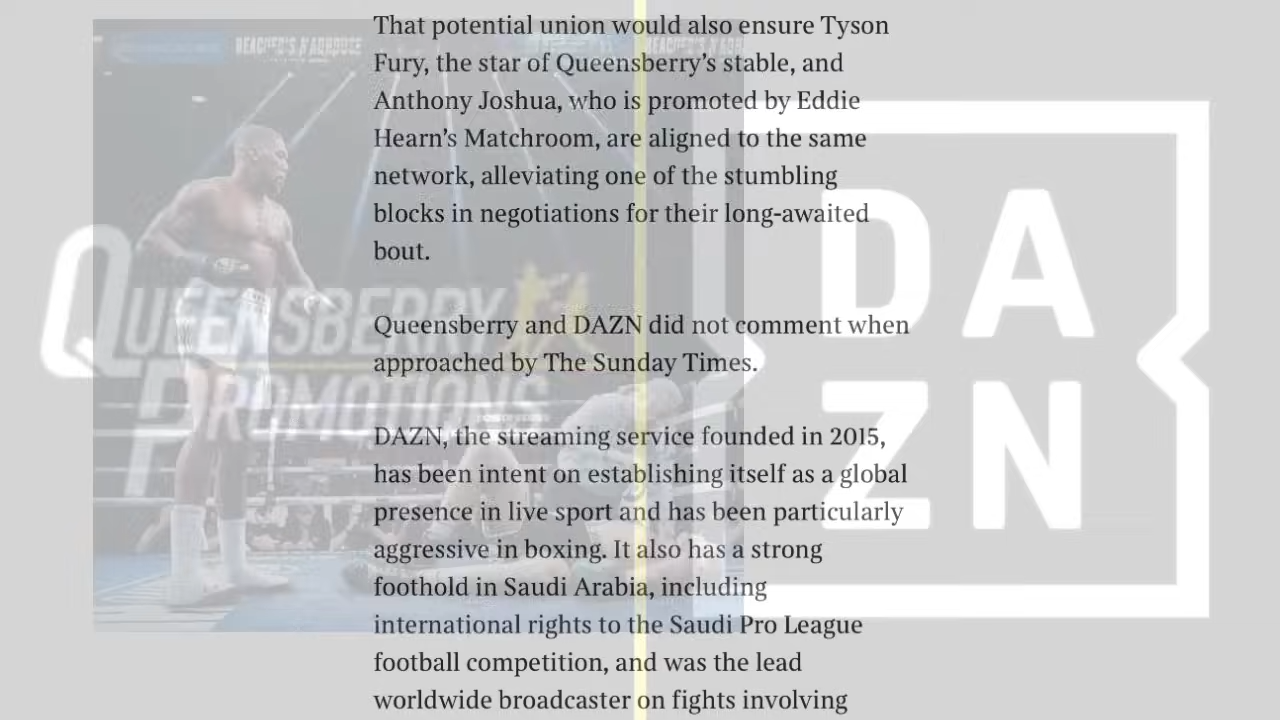 That potential union would also ensure Tyson
Fury, the star of Queensberry’s stable, and
Anthony Joshua, who is promoted by Eddie
Hearn’s Matchroom, are aligned to the same
network, alleviating one of the stumbling
blocks in negotiations for their long-awaited
bout.
Queensberry and DAZN did not comment when
approached by The Sunday Times.
DAZN, the streaming service founded in 2015,
has been intent on establishing itself as a global
presence in live sport and has been particularly
aggressive in boxing. It also has a strong
foothold in Saudi Arabia, including
international rights to the Saudi Pro League
football competition, and was the lead
worldwide broadcaster on fights involving
QUEENSBERRY
PROMOTIONS
DA
ZN